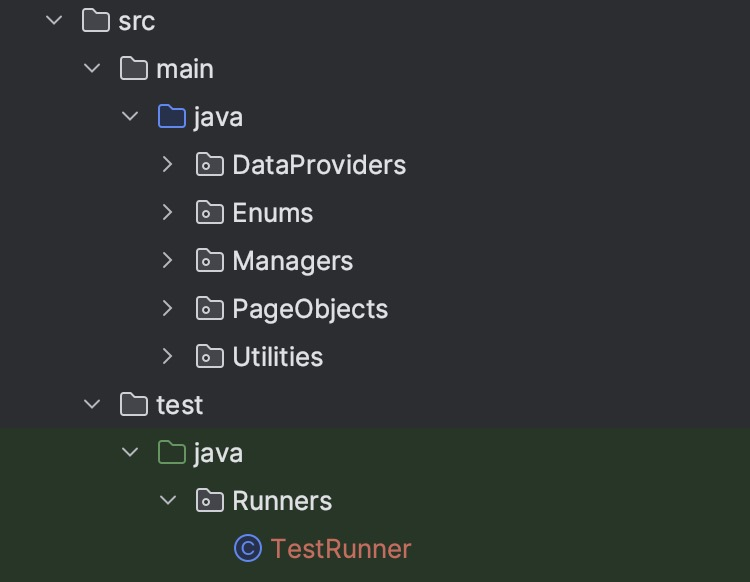 src
main
java
DataProviders
Enums
Managers
PageObjects
Utilities
test
java
Runners
TestRunner